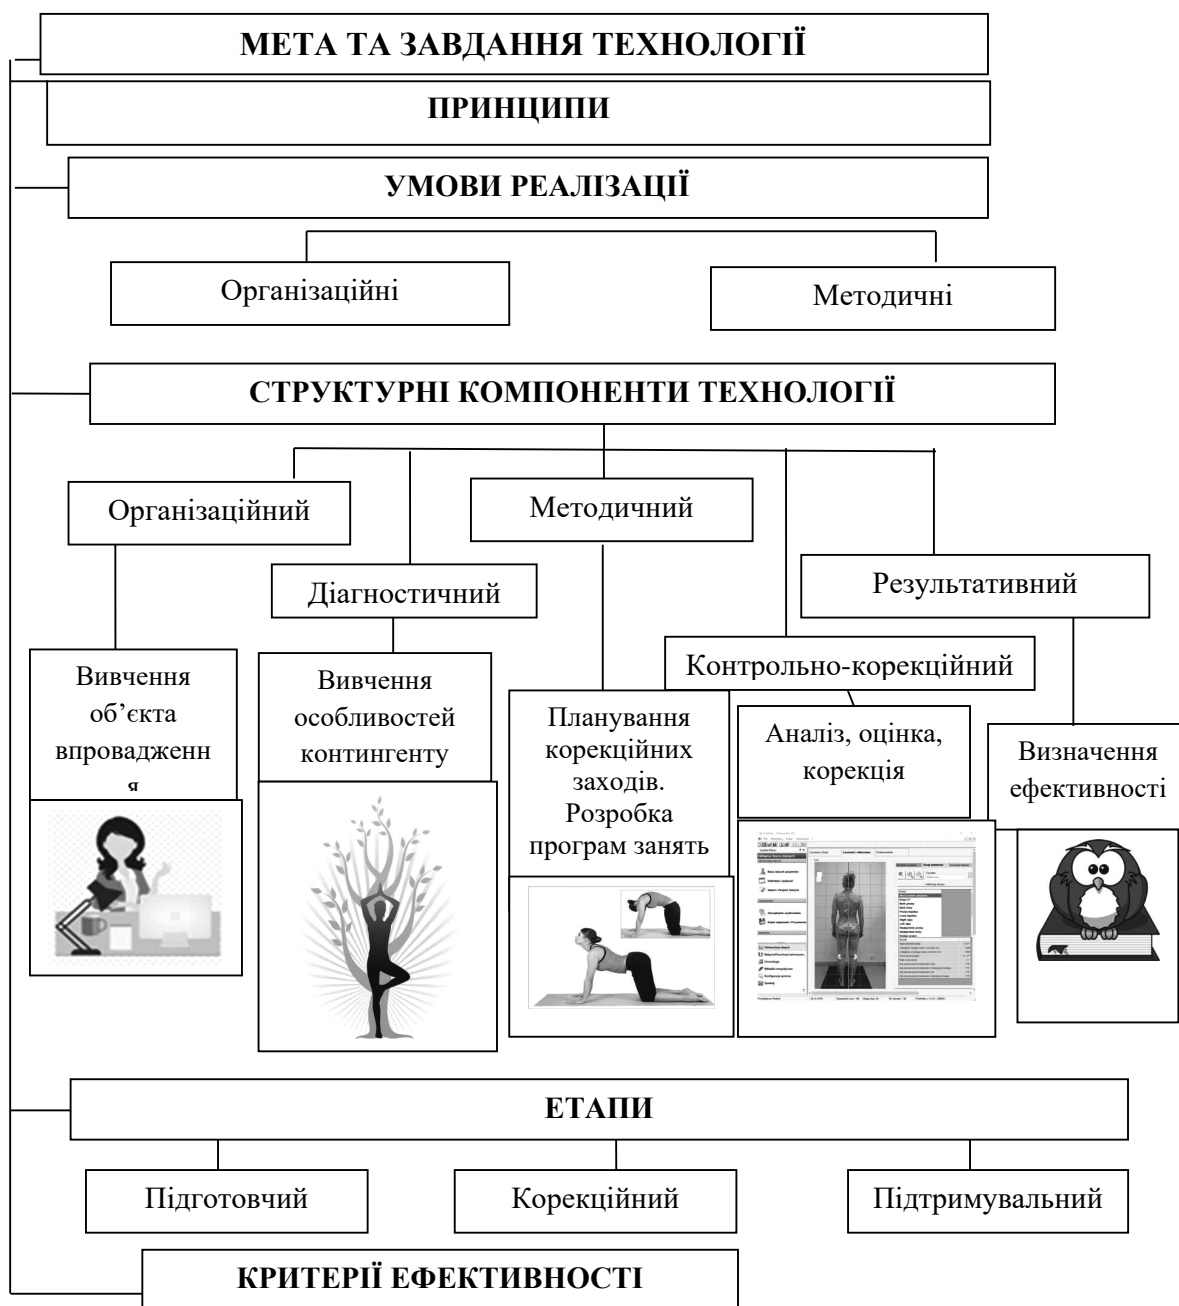 МЕТА ТА ЗАВДАННЯ ТЕХНОЛОГІЇ
ПРИНЦИПИ
УМОВИ РЕАЛІЗАЦІЇ
Організаційні
Методичні
СТРУКТУРНІ КОМПОНЕНТИ ТЕХНОЛОГІЇ
Організаційний
Методичний
Діагностичний
Результативний
Контрольно-корекційний
Вивчення
об’єкта
впровадженн
я
Вивчення
особливостей
контингенту
Планування
корекційних
заходів.
Розробка
програм занять
Аналіз, оцінка,
корекція
Визначення
ефективності
ЕТАПИ
Підготовчий
Корекційний
Підтримувальний
КРИТЕРІЇ ЕФЕКТИВНОСТІ